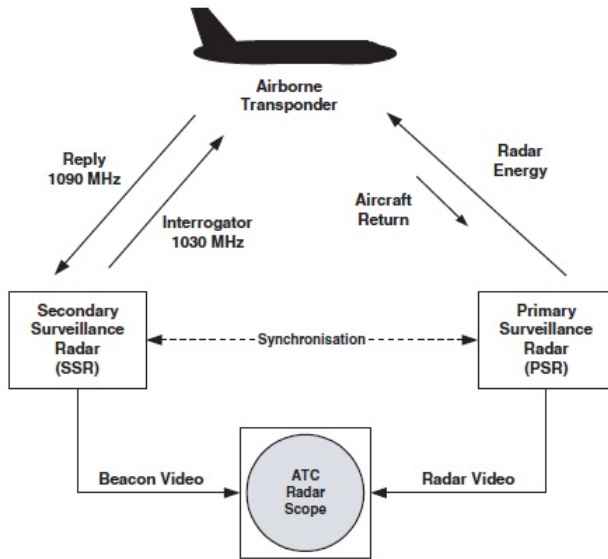 Airborne
Transponder
Reply
1090 MHz
Interrogator
1030 MHz
Radar
Energy
Aircraft
Return
Secondary
Surveillance
Radar
(SSR)
Synchronisation
Primary
Surveillance
Radar
(PSR)
Beacon Video
ATC
Radar
Scope
Radar Video